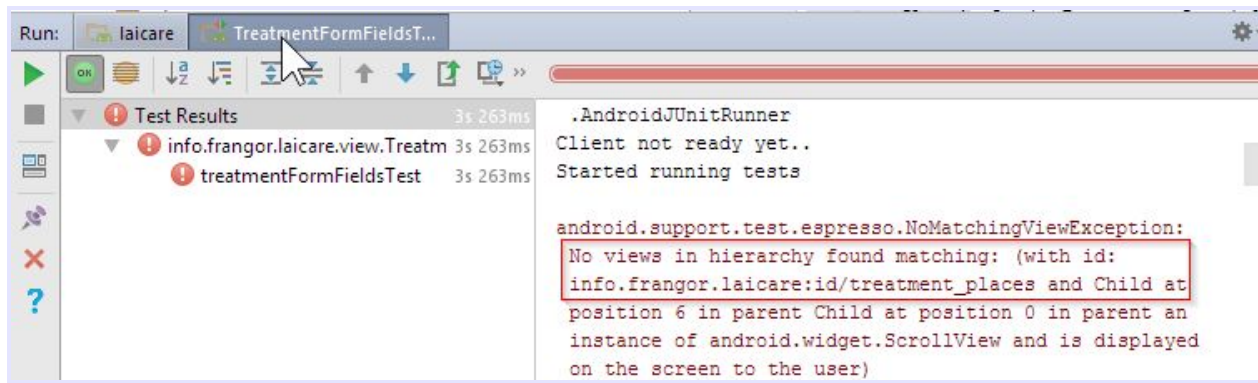 Run: laicare TreatmentFormFieldsT...
OK
Test Results 3s 263ms
info.frangor.laicare.view.Treatm 3s 263ms
treatmentFormFieldsTest 3s 263ms
.AndroidJUnitRunner
Client not ready yet..
Started running tests
android.support.test.espresso.NoMatchingViewException:
No views in hierarchy found matching: (with id:
info.frangor.laicare:id/treatment_places and Child at
position 6 in parent Child at position 0 in parent an
instance of android.widget.ScrollView and is displayed
on the screen to the user)